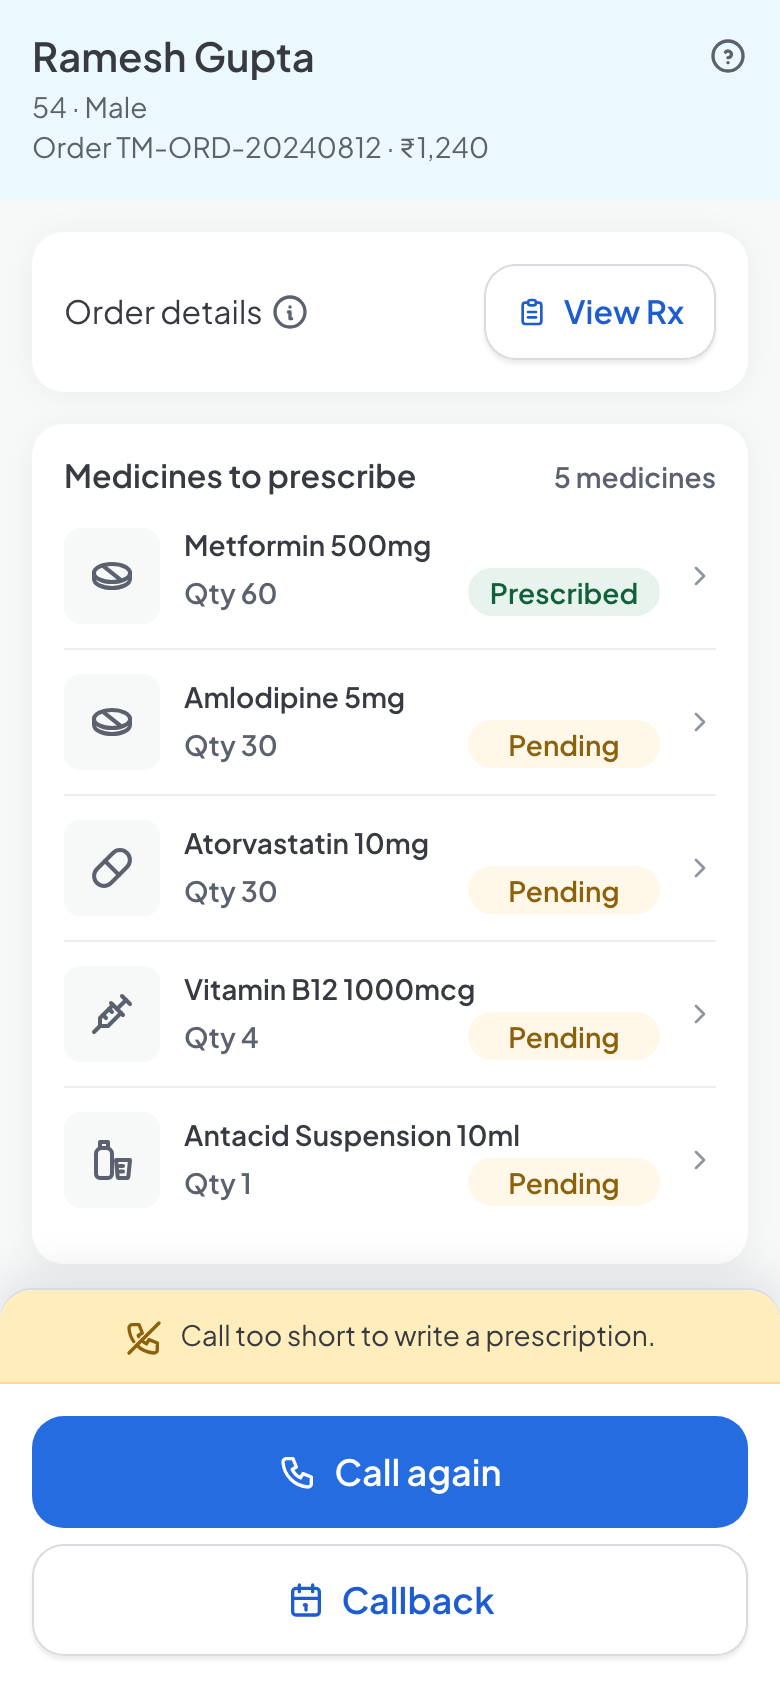 Ramesh Gupta
54 · Male
Order TM-ORD-20240812 · ₹1,240
Order details
View Rx
Medicines to prescribe
5 medicines
Metformin 500mg
Qty 60
Prescribed
Amlodipine 5mg
Qty 30
Pending
Atorvastatin 10mg
Qty 30
Pending
Vitamin B12 1000mcg
Qty 4
Pending
Antacid Suspension 10ml
Qty 1
Pending
Call too short to write a prescription.
Call again
Callback